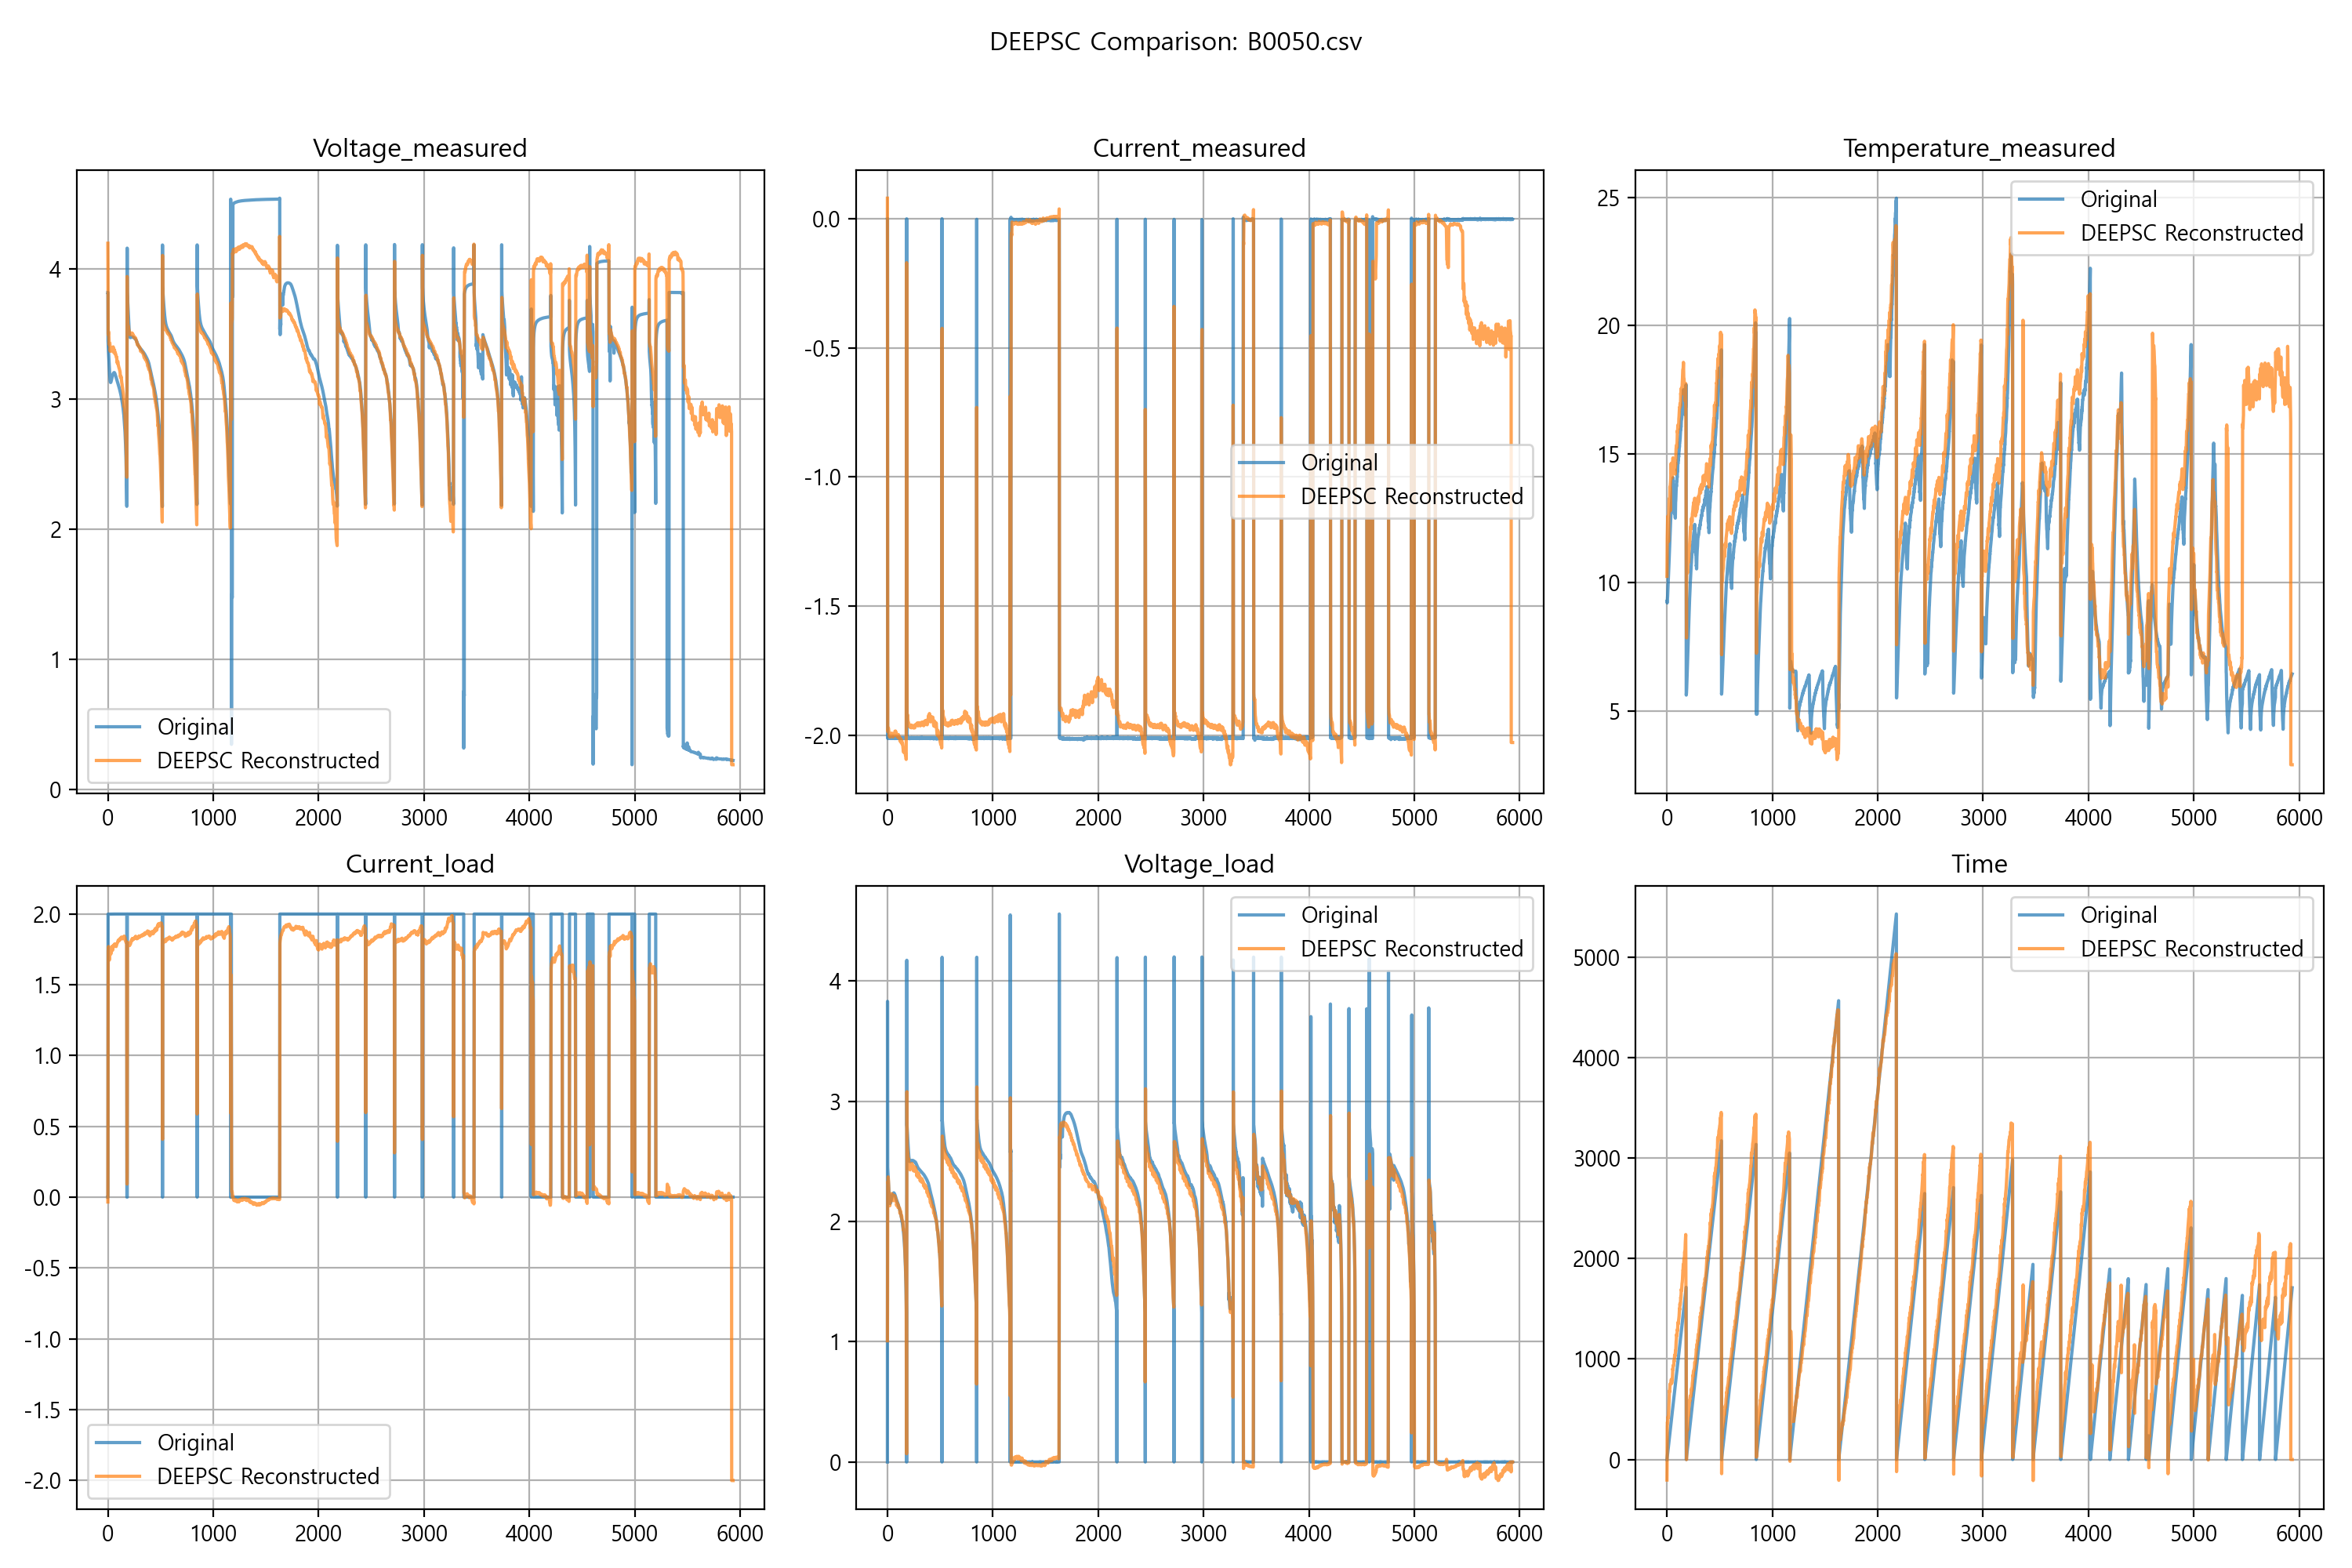 DEEPSC Comparison: B0050.csv
Voltage_measured
4
3
2
1
0
0 1000 2000 3000 4000 5000 6000
Original
DEEPSC Reconstructed
Current_measured
0.0
-0.5
-1.0
-1.5
-2.0
0 1000 2000 3000 4000 5000 6000
Original
DEEPSC Reconstructed
Temperature_measured
25
20
15
10
5
0 1000 2000 3000 4000 5000 6000
Original
DEEPSC Reconstructed
Current_load
2.0
1.5
1.0
0.5
0.0
-0.5
-1.0
-1.5
-2.0
0 1000 2000 3000 4000 5000 6000
Original
DEEPSC Reconstructed
Voltage_load
4
3
2
1
0
0 1000 2000 3000 4000 5000 6000
Original
DEEPSC Reconstructed
Time
5000
4000
3000
2000
1000
0
0 1000 2000 3000 4000 5000 6000
Original
DEEPSC Reconstructed